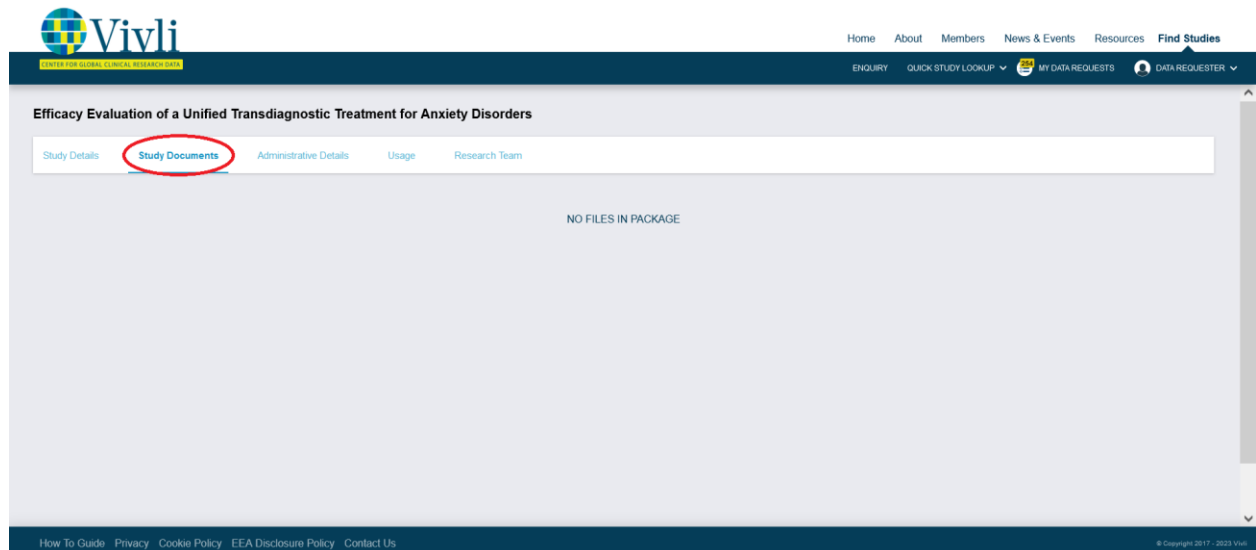 Vivli
CENTER FOR GLOBAL CLINICAL RESEARCH DATA
Home About Members News & Events Resources Find Studies
ENQUIRY QUICK STUDY LOOKUP 254 MY DATA REQUESTS DATA REQUESTER
Efficacy Evaluation of a Unified Transdiagnostic Treatment for Anxiety Disorders
Study Details Study Documents Administrative Details Usage Research Team
NO FILES IN PACKAGE
How To Guide Privacy Cookie Policy EEA Disclosure Policy Contact Us
© Copyright 2017 - 2023 Vivli